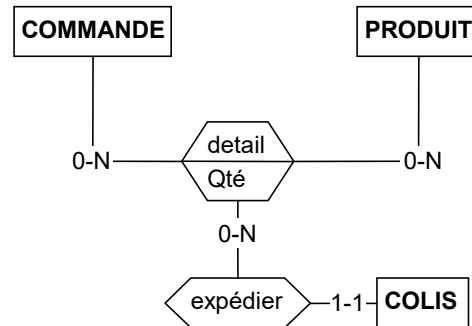 COMMANDE
PRODUIT
0-N
detail
0-N
Qté
0-N
expédier
1-1
COLIS